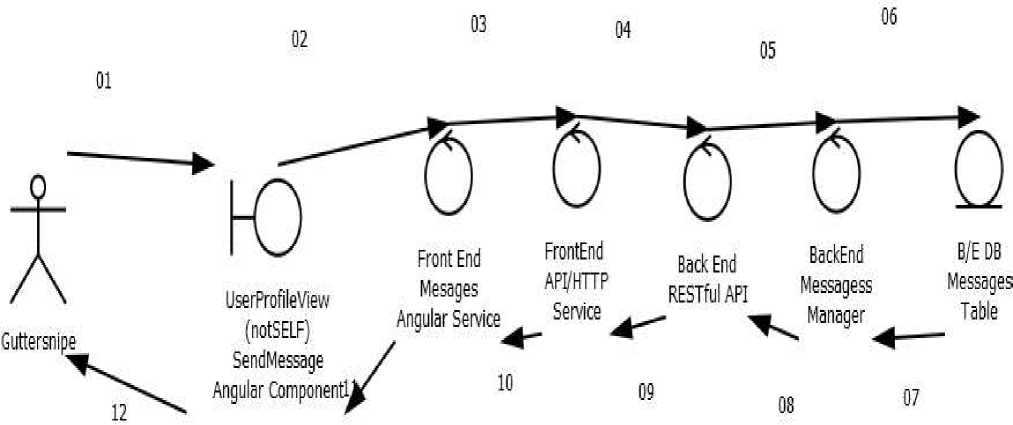 01
02
03
04
05
06
Guttersnipe
UserProfileView
(notSELF)
SendMessage
Angular Component
Front End
Mesages
Angular Service
FrontEnd
API/HTTP
Service
Back End
RESTful API
BackEnd
Messagess
Manager
B/E DB
Messages
Table
12
11
10
09
08
07